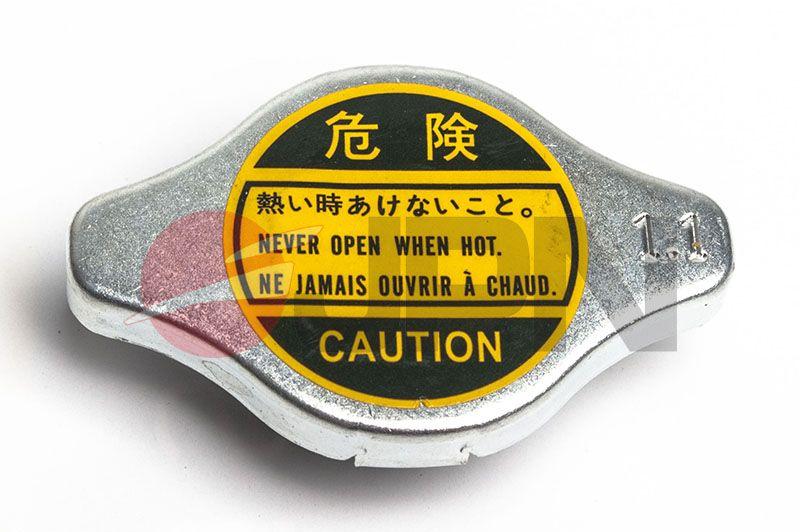 危険
熱い時あけないこと。
NEVER OPEN WHEN HOT.
NE JAMAIS OUVRIR À CHAUD.
CAUTION
1.1
JPN